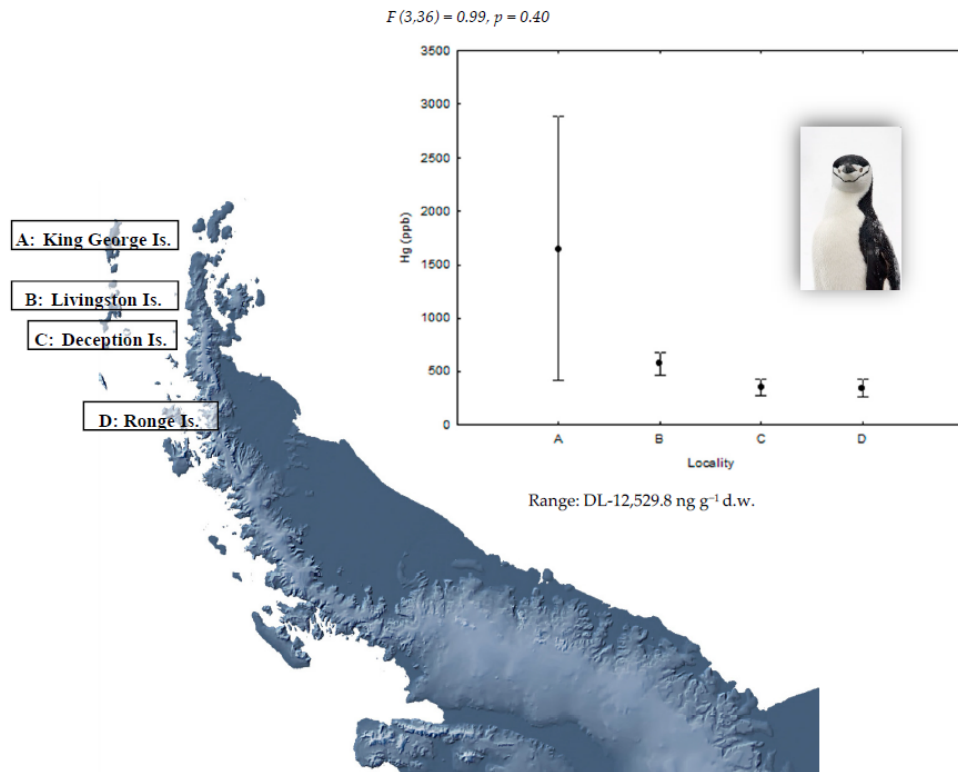 F (3,36) = 0.99, p = 0.40
3500
3000
2500
2000
1500
1000
500
0
Hg (ppb)
A B C D
Locality
Range: DL-12,529.8 ng g⁻¹ d.w.
A: King George Is.
B: Livingston Is.
C: Deception Is.
D: Ronge Is.